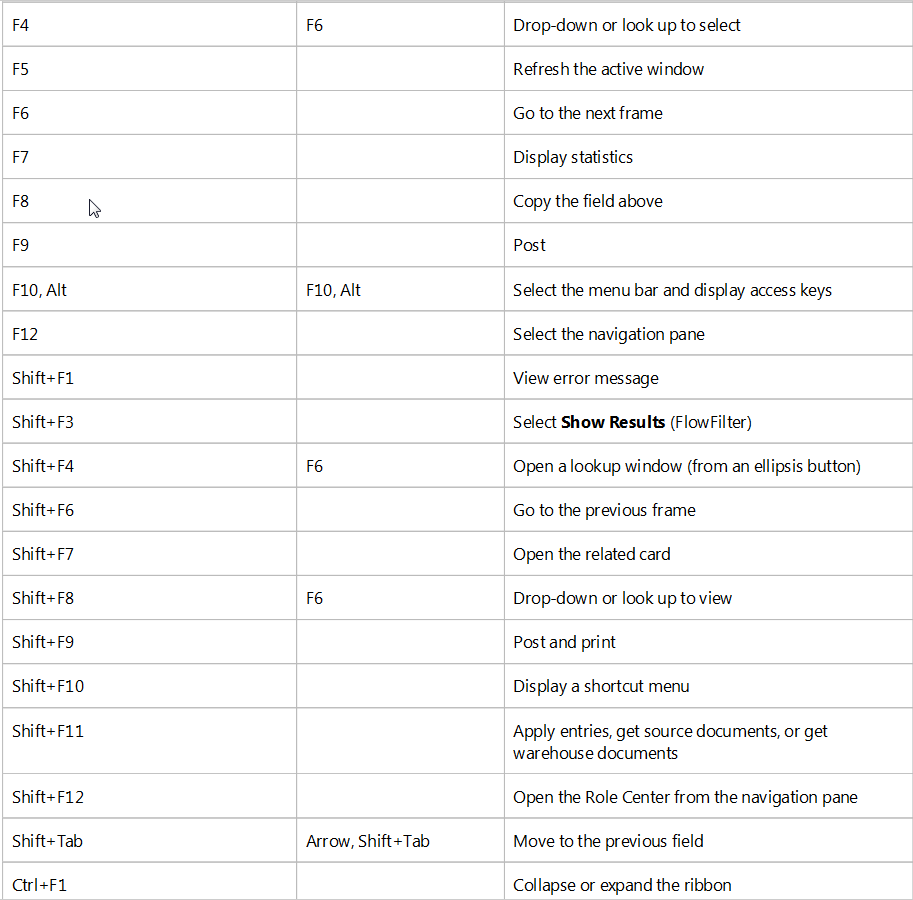 F4 F6 Drop-down or look up to select
F5 Refresh the active window
F6 Go to the next frame
F7 Display statistics
F8 Copy the field above
F9 Post
F10, Alt F10, Alt Select the menu bar and display access keys
F12 Select the navigation pane
Shift+F1 View error message
Shift+F3 Select Show Results (FlowFilter)
Shift+F4 F6 Open a lookup window (from an ellipsis button)
Shift+F6 Go to the previous frame
Shift+F7 Open the related card
Shift+F8 F6 Drop-down or look up to view
Shift+F9 Post and print
Shift+F10 Display a shortcut menu
Shift+F11 Apply entries, get source documents, or get
warehouse documents
Shift+F12 Open the Role Center from the navigation pane
Shift+Tab Arrow, Shift+Tab Move to the previous field
Ctrl+F1 Collapse or expand the ribbon